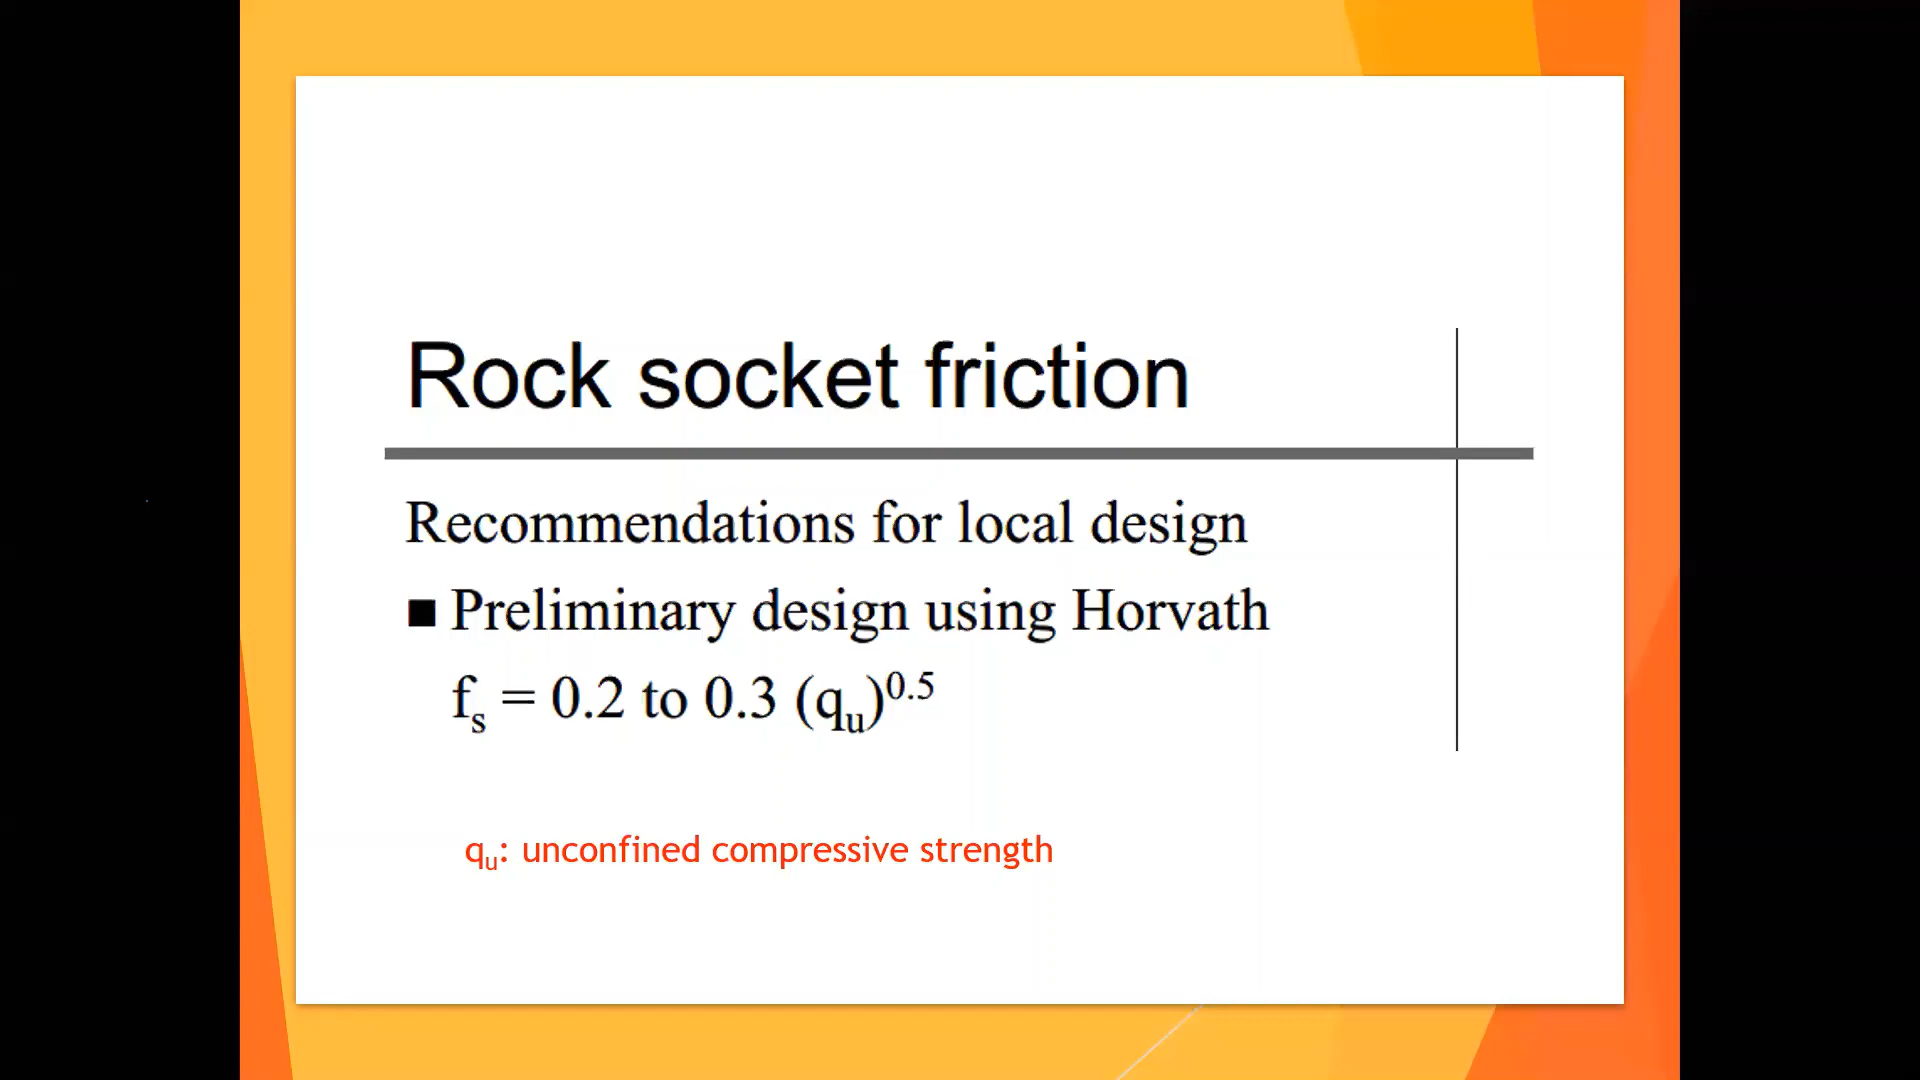 Rock socket friction
Recommendations for local design
■ Preliminary design using Horvath
fₛ = 0.2 to 0.3 (qᵤ)⁰·⁵
qᵤ: unconfined compressive strength